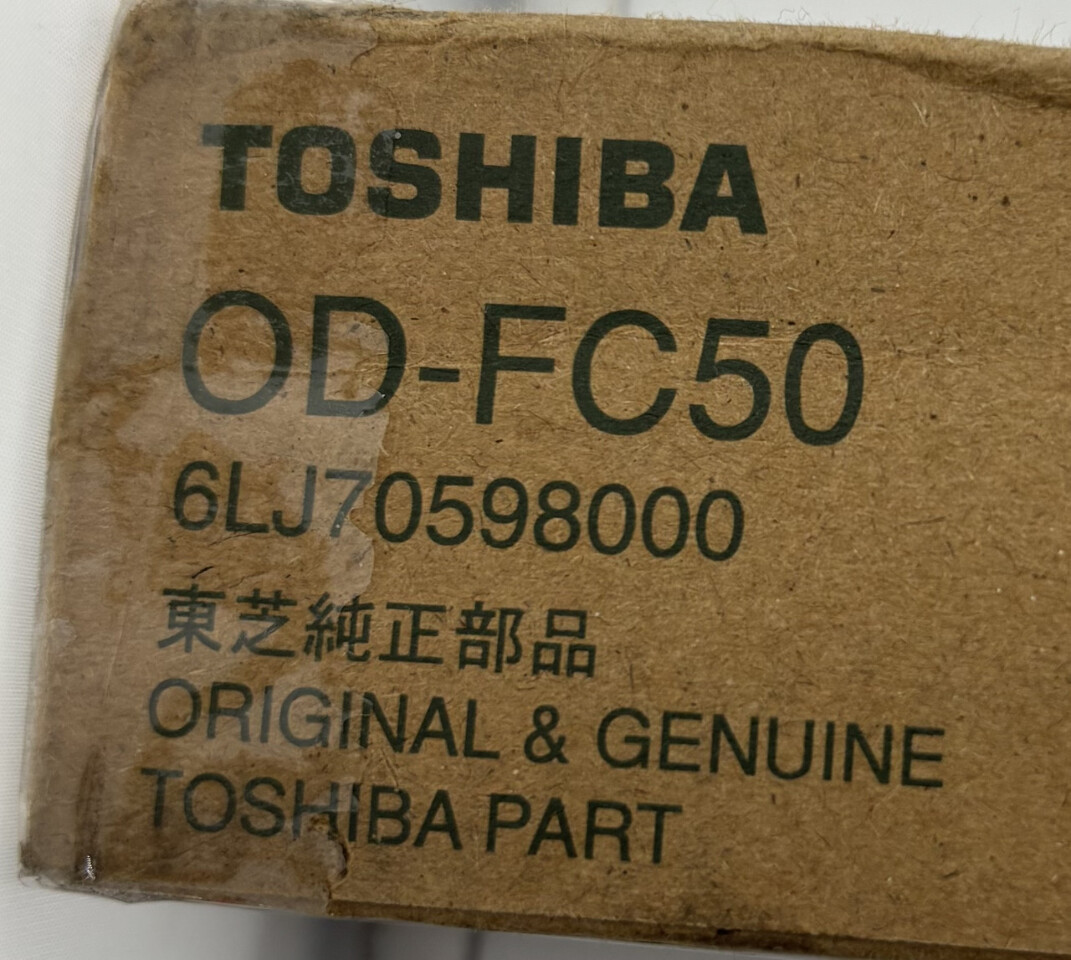 TOSHIBA
OD-FC50
6LJ70598000
東芝純正部品
ORIGINAL & GENUINE
TOSHIBA PART